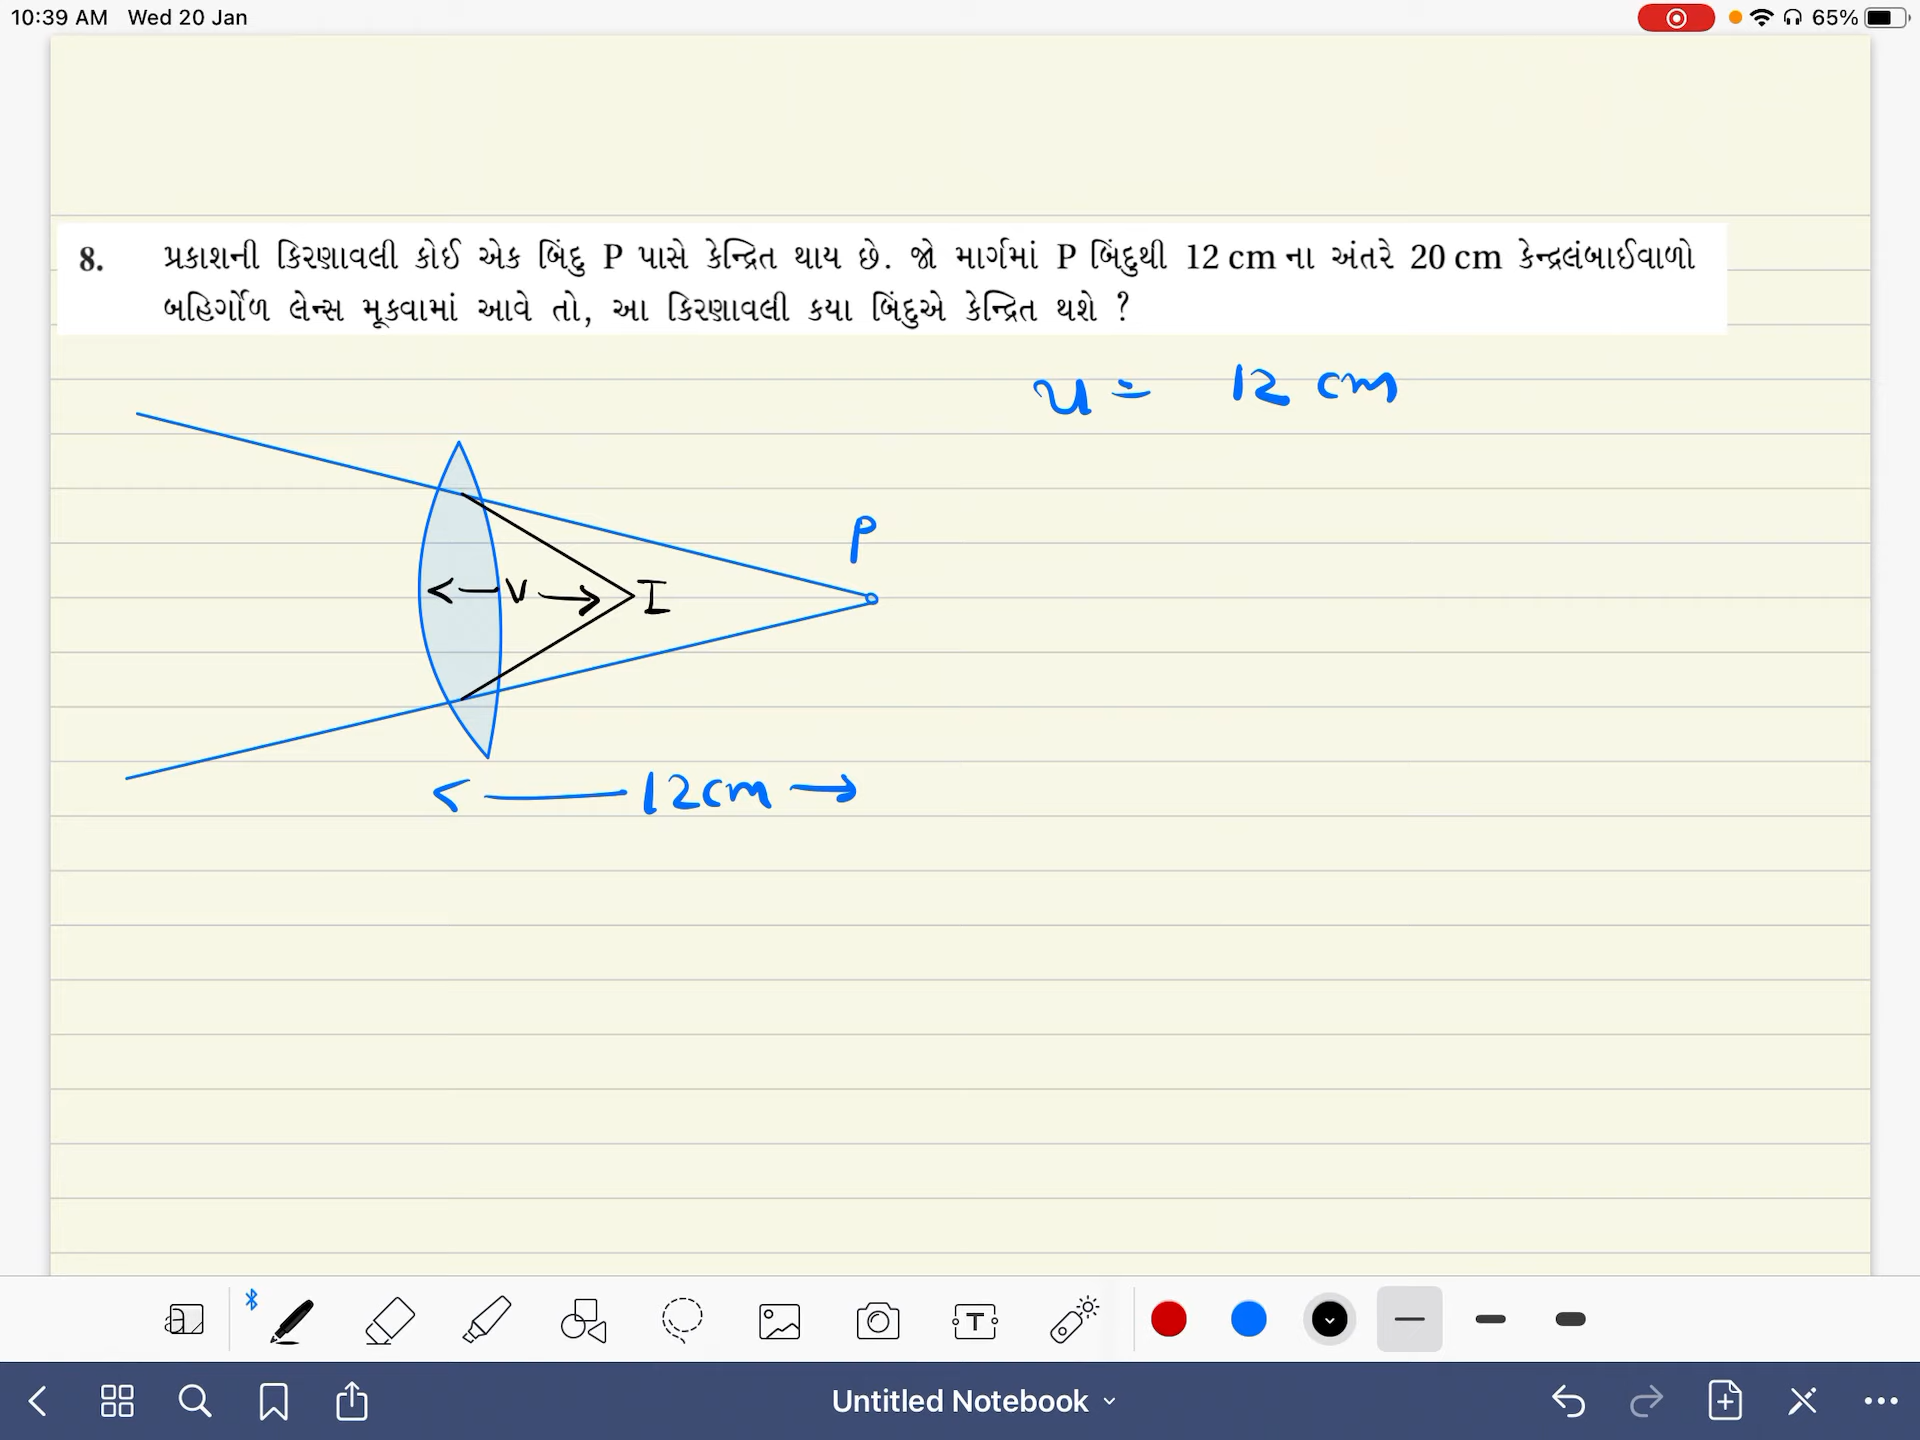 10:39 AM Wed 20 Jan
65%
8. પ્રકાશની કિરણાવલી કોઈ એક બિંદુ P પાસે કેન્દ્રિત થાય છે. જો માર્ગમાં P બિંદુથી 12 cm ના અંતરે 20 cm કેન્દ્રલંબાઈવાળો
બહિર્ગોળ લેન્સ મૂકવામાં આવે તો, આ કિરણાવલી કયા બિંદુએ કેન્દ્રિત થશે ?
u = 12 cm
P
V I
12cm
Untitled Notebook